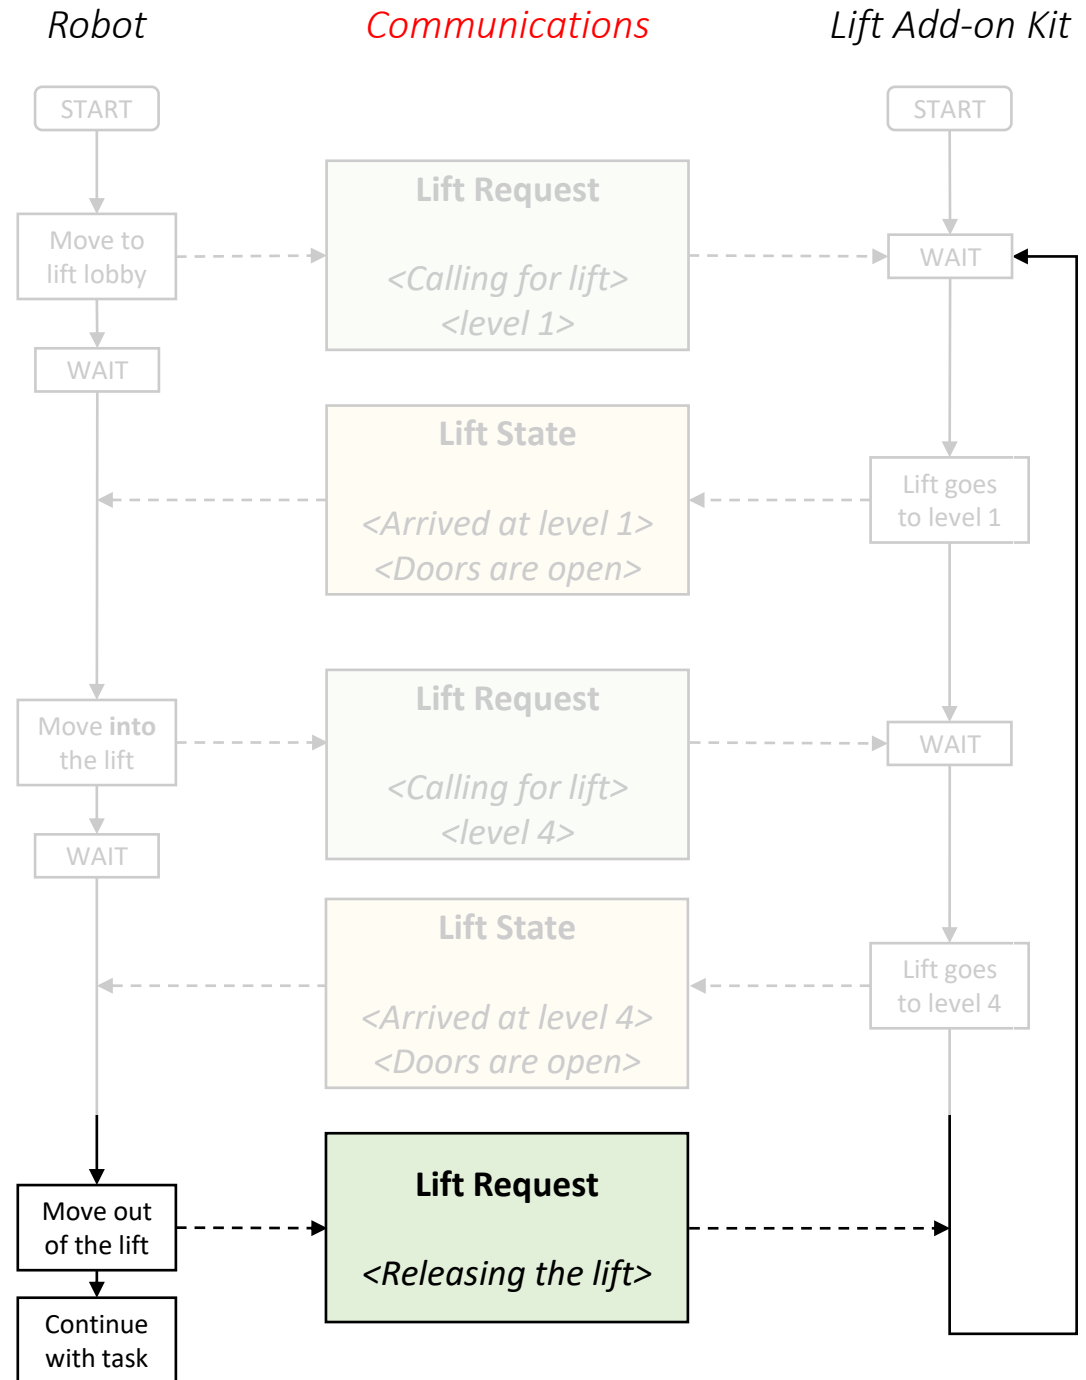 Robot
Communications
Lift Add-on Kit
START
START
Lift Request
Move to
lift lobby
<Calling for lift>
<level 1>
WAIT
WAIT
Lift State
<Arrived at level 1>
<Doors are open>
Lift goes
to level 1
Lift Request
Move into
the lift
<Calling for lift>
<level 4>
WAIT
WAIT
Lift State
<Arrived at level 4>
<Doors are open>
Lift goes
to level 4
Lift Request
Move out
of the lift
<Releasing the lift>
Continue
with task